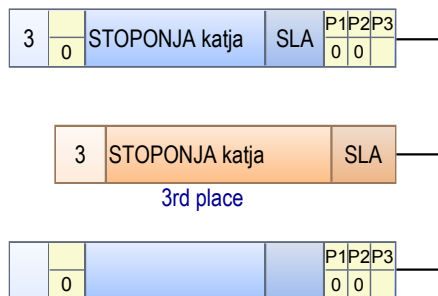 3 0 STOPONJA katja SLA P1 P2 P3 0 0
3 STOPONJA katja SLA
3rd place
0 P1 P2 P3 0 0